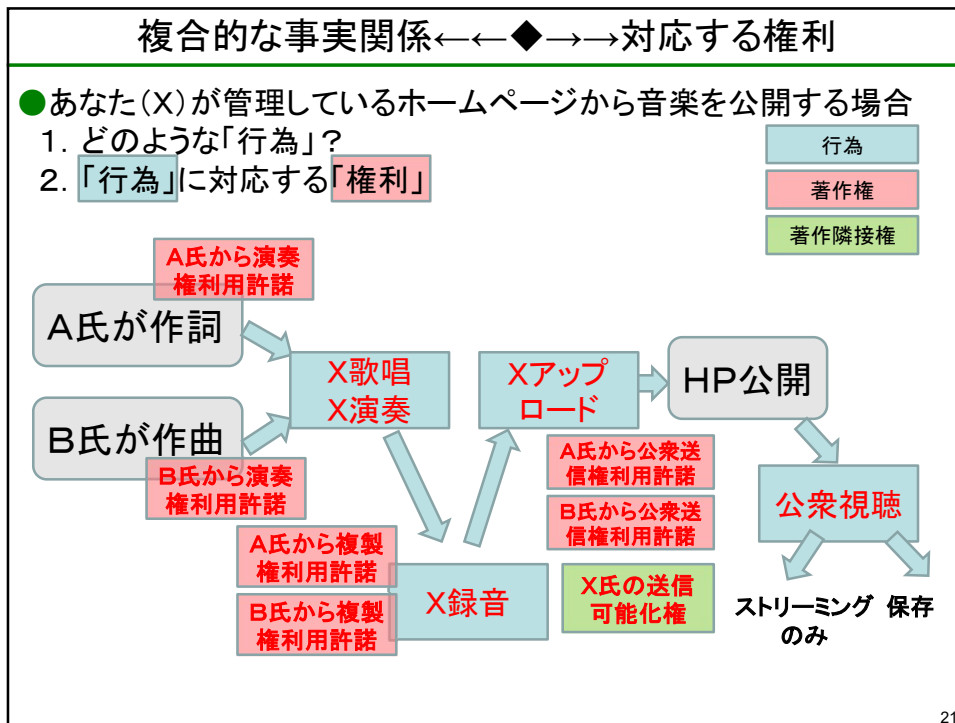 複合的な事実関係←←◆→→対応する権利
●あなた(X)が管理しているホームページから音楽を公開する場合
1. どのような「行為」?
2. 「行為」に対応する「権利」
行為
著作権
著作隣接権
A氏から演奏
権利用許諾
A氏が作詞
B氏が作曲
B氏から演奏
権利用許諾
X歌唱
X演奏
Xアップ
ロード
HP公開
A氏から公衆送
信権利用許諾
B氏から公衆送
信権利用許諾
公衆視聴
A氏から複製
権利用許諾
B氏から複製
権利用許諾
X録音
X氏の送信
可能化権
ストリーミング 保存
のみ
21